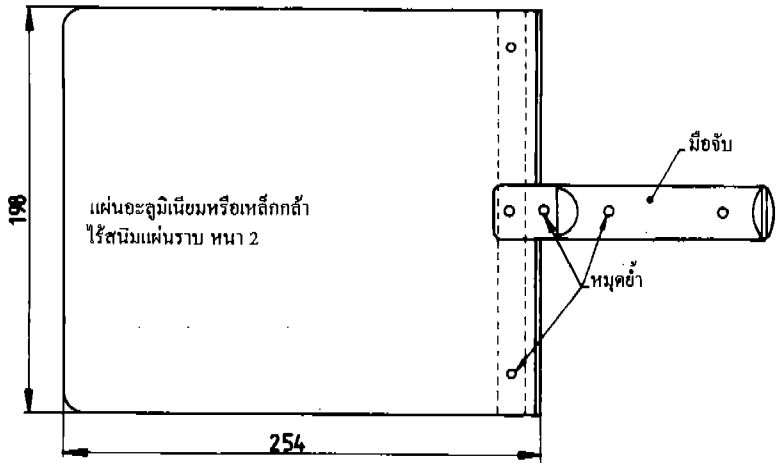 มือจับ
198
แผ่นอะลูมิเนียมหรือเหล็กกล้า
ไร้สนิมแผ่นราบ หนา 2
หมุดย้ำ
254